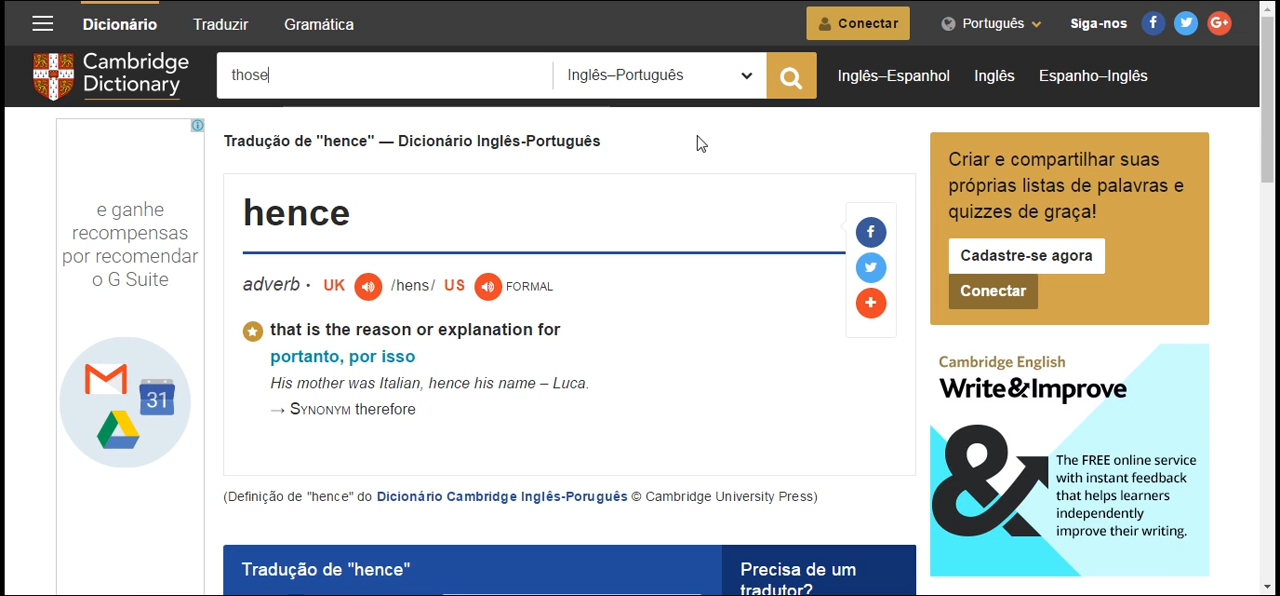 Dicionário Traduzir Gramática Conectar Português Siga-nos f G+
Cambridge
Dictionary
those Inglês–Português Inglês–Espanhol Inglês Espanho–Inglês
e ganhe
recompensas
por recomendar
o G Suite
31
Tradução de "hence" — Dicionário Inglês-Português
hence
adverb · UK /hens/ US FORMAL
that is the reason or explanation for
portanto, por isso
His mother was Italian, hence his name – Luca.
→ SYNONYM therefore
f
+
(Definição de "hence" do Dicionário Cambridge Inglês-Poruguês © Cambridge University Press)
Tradução de "hence"
Precisa de um
tradutor?
Criar e compartilhar suas
próprias listas de palavras e
quizzes de graça!
Cadastre-se agora
Conectar
Cambridge English
Write&Improve
&
The FREE online service
with instant feedback
that helps learners
independently
improve their writing.